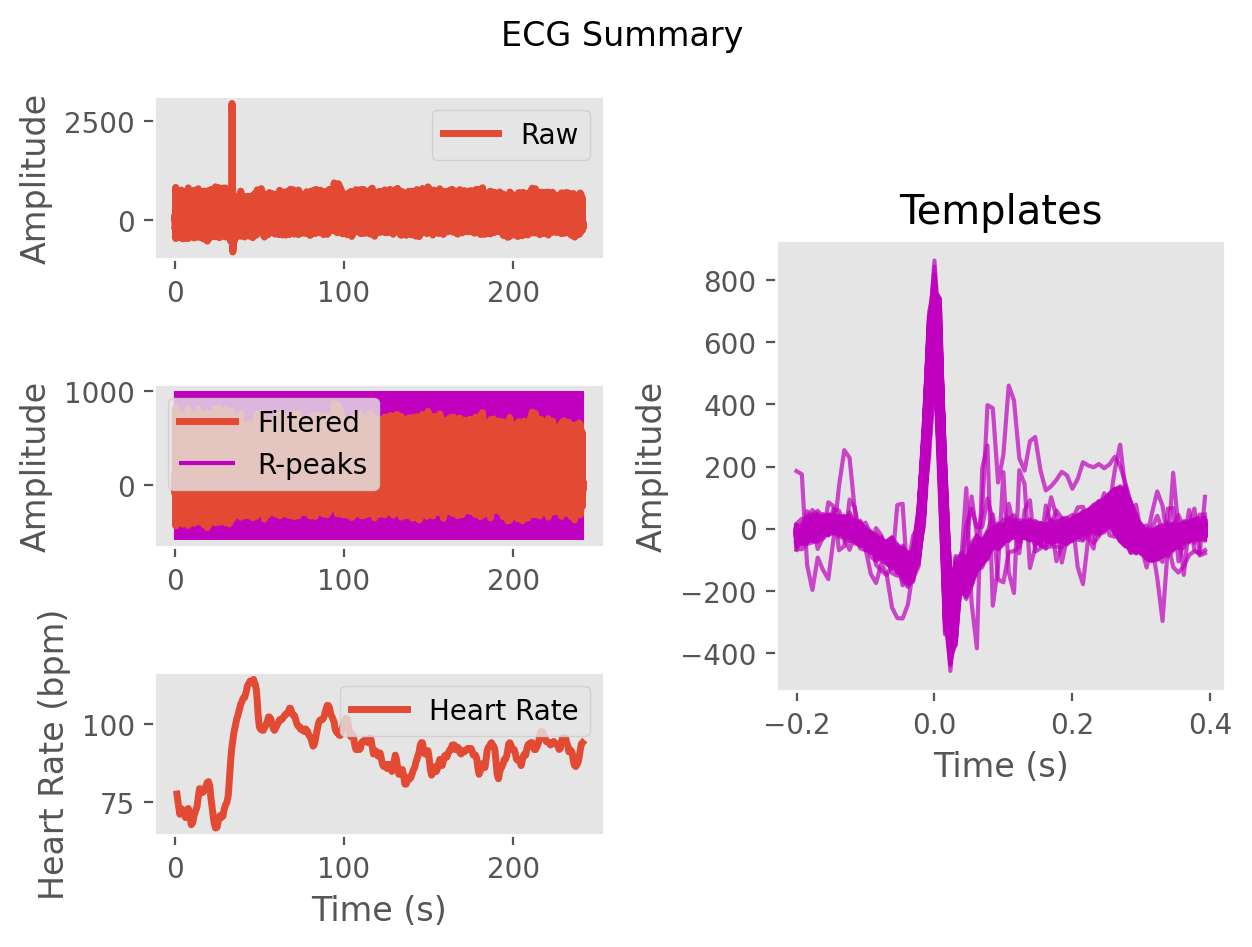 ECG Summary
Amplitude
2500
0
Raw
0
100
200
Amplitude
1000
0
Filtered
R-peaks
0
100
200
Heart Rate (bpm)
100
75
Heart Rate
0
100
200
Time (s)
Templates
Amplitude
800
600
400
200
0
−200
−400
−0.2
0.0
0.2
0.4
Time (s)